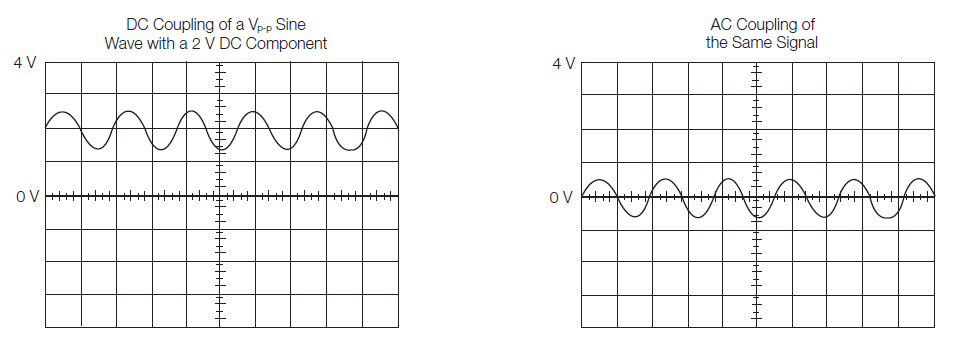 DC Coupling of a Vp-p Sine
Wave with a 2 V DC Component
4 V
0 V
AC Coupling of
the Same Signal
4 V
0 V